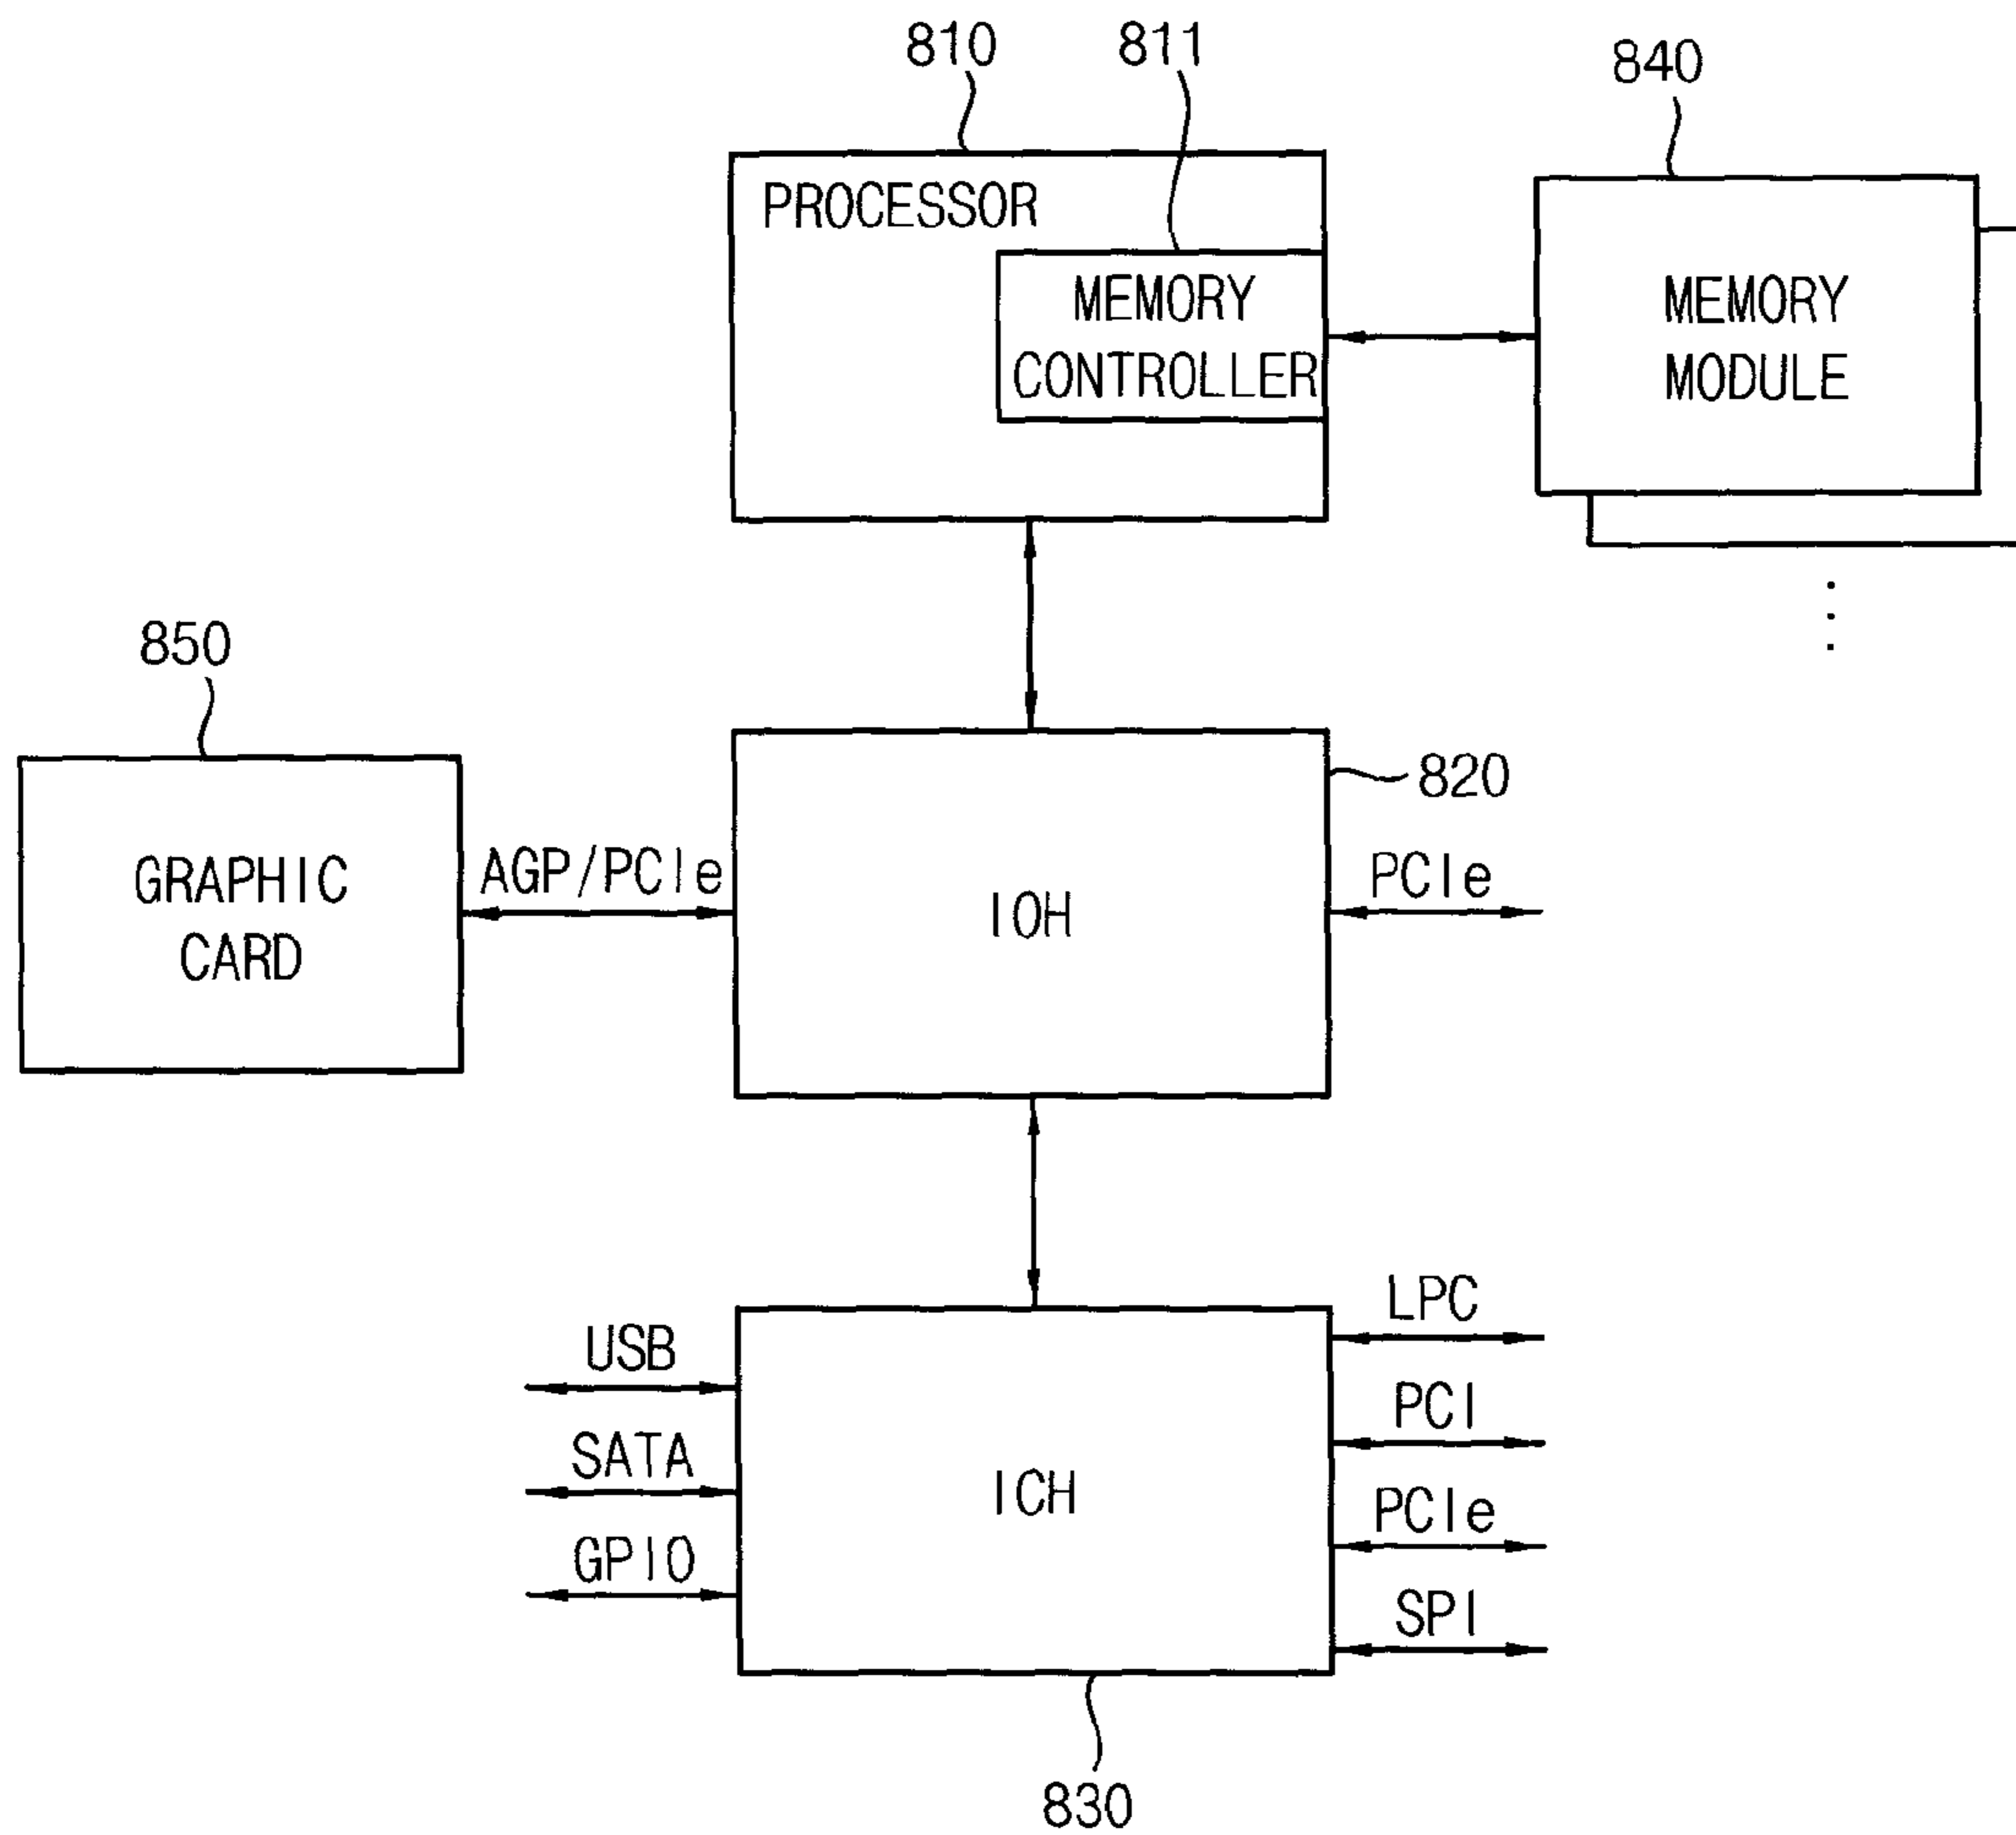 810
811
840
PROCESSOR
MEMORY
CONTROLLER
MEMORY
MODULE
850
820
GRAPHIC
CARD
AGP/PCIe
IOH
PCIe
USB
SATA
GPIO
ICH
LPC
PCI
PCIe
SPI
830